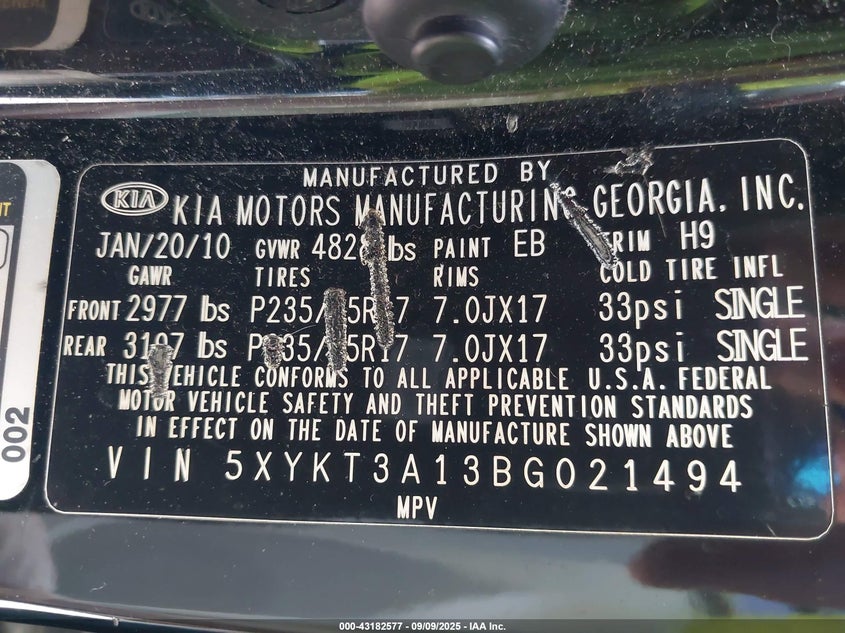 MANUFACTURED BY
KIA KIA MOTORS MANUFACTURING GEORGIA, INC.
JAN/20/10 GVWR lbs PAINT EB TRIM H9
GAWR TIRES RIMS COLD TIRE INFL
FRONT 2977 lbs 7.0JX17 33psi SINGLE
REAR lbs 7.0JX17 33psi SINGLE
THIS VEHICLE CONFORMS TO ALL APPLICABLE U.S.A. FEDERAL
MOTOR VEHICLE SAFETY AND THEFT PREVENTION STANDARDS
IN EFFECT ON THE DATE OF MANUFACTURE SHOWN ABOVE
VIN 5XYKT3A13BG021494
MPV
002
000-43182577 - 09/09/2025 - IAA Inc.